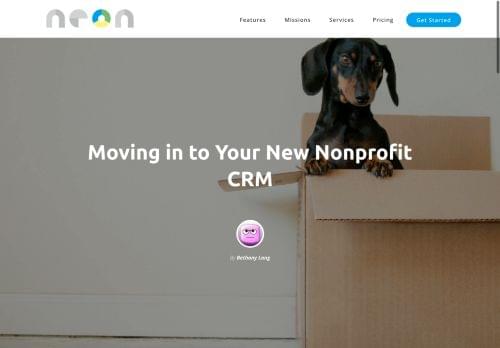 neon
Features Missions Services Pricing Get Started
Moving in to Your New Nonprofit
CRM
By Bethany Lang